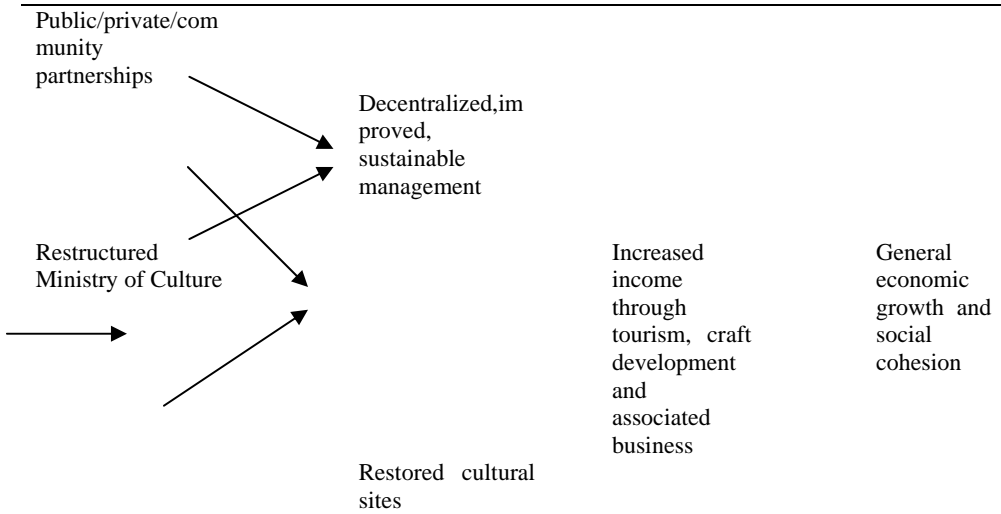 Public/private/com
munity
partnerships
Decentralized,im
proved,
sustainable
management
Restructured
Ministry of Culture
Increased
income
through
tourism, craft
development
and
associated
business
General
economic
growth and
social
cohesion
Restored cultural
sites